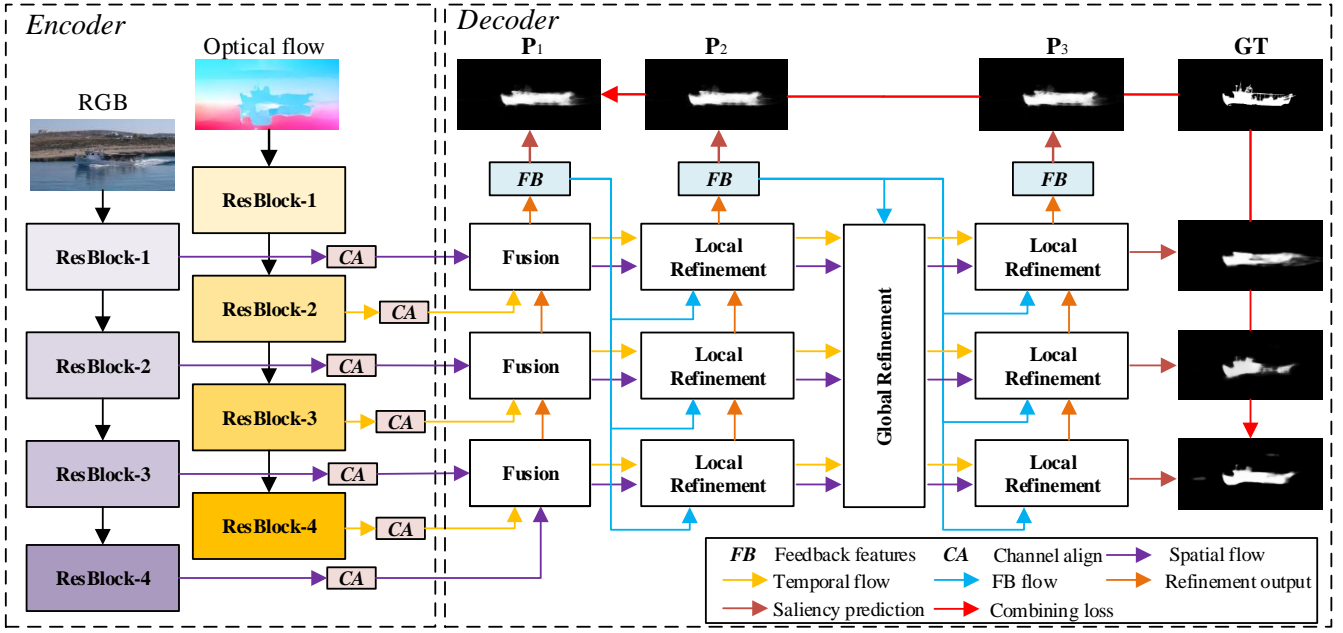 Encoder
Optical flow
RGB
ResBlock-1
ResBlock-1
CA
ResBlock-2
CA
ResBlock-2
CA
ResBlock-3
CA
ResBlock-3
CA
ResBlock-4
CA
ResBlock-4
CA
Decoder
P1
P2
P3
GT
FB
FB
FB
Fusion
Local
Refinement
Local
Refinement
Fusion
Local
Refinement
Global Refinement
Local
Refinement
Fusion
Local
Refinement
Local
Refinement
FB Feedback features CA Channel align Spatial flow
Temporal flow FB flow Refinement output
Saliency prediction Combining loss